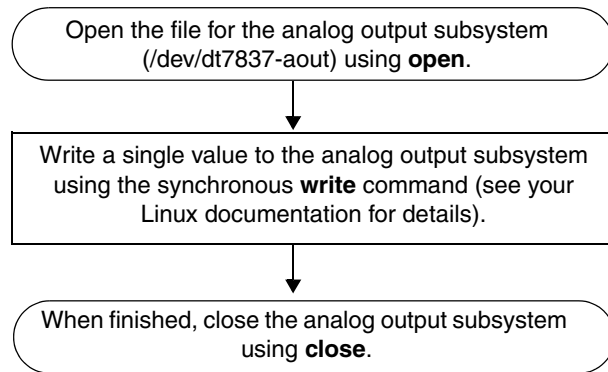 Open the file for the analog output subsystem
(/dev/dt7837-aout) using open.
Write a single value to the analog output subsystem
using the synchronous write command (see your
Linux documentation for details).
When finished, close the analog output subsystem
using close.